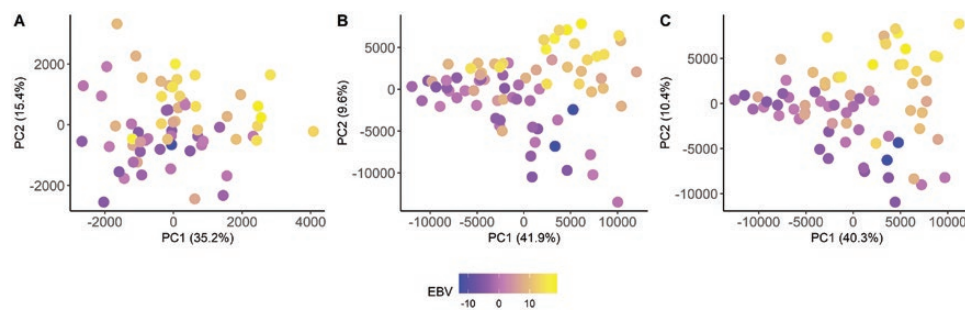 A
PC2 (15.4%)
2000
0
-2000
-2000 0 2000 4000
PC1 (35.2%)
B
PC2 (9.6%)
5000
0
-5000
-10000
-10000 -5000 0 5000 10000
PC1 (41.9%)
C
PC2 (10.4%)
5000
0
-5000
-10000
-10000 -5000 0 5000 10000
PC1 (40.3%)
EBV
-10 0 10